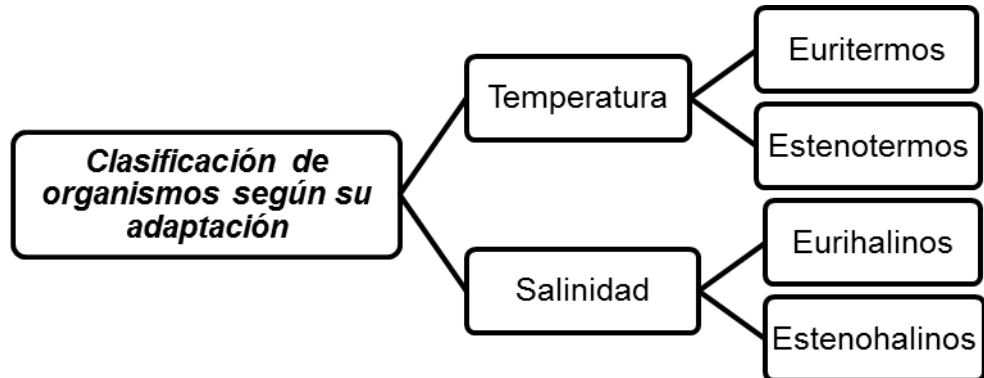 Clasificación de
organismos según su
adaptación
Temperatura
Euritermos
Estenotermos
Salinidad
Eurihalinos
Estenohalinos